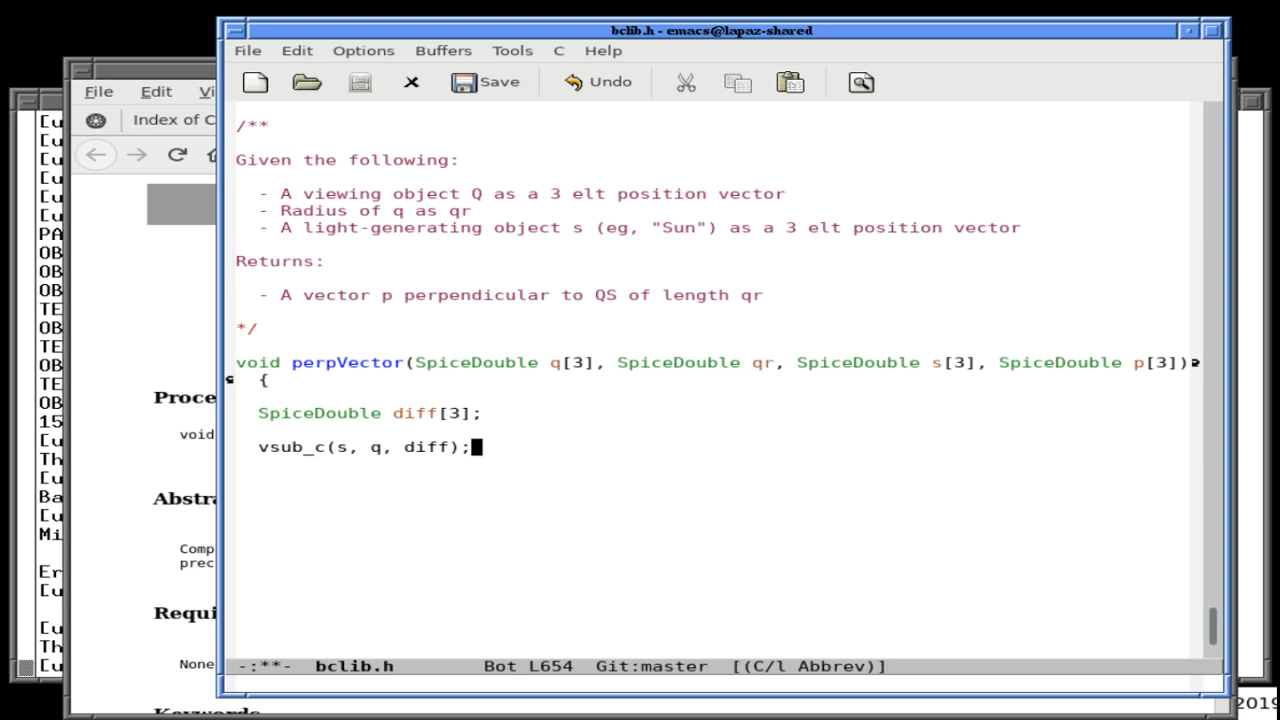 bclib.h - emacs@lapaz-shared
File Edit Options Buffers Tools C Help
Save Undo
/**
Given the following:
- A viewing object Q as a 3 elt position vector
- Radius of q as qr
- A light-generating object s (eg, "Sun") as a 3 elt position vector
Returns:
- A vector p perpendicular to QS of length qr
*/
void perpVector(SpiceDouble q[3], SpiceDouble qr, SpiceDouble s[3], SpiceDouble p[3])
{
SpiceDouble diff[3];
vsub_c(s, q, diff);
-:**- bclib.h Bot L654 Git:master [(C/l Abbrev)]
File Edit Vi
Index of C
Proce
void
Abstra
Comp
prec
Requi
None
Keywords
[u
[u
[u
[u
[u
[u
PA
OB
OB
OB
TE
OB
TE
OB
TE
OB
15
[u
Th
[u
Ba
[u
Mi
Er
[u
[u
Th
[u
2019